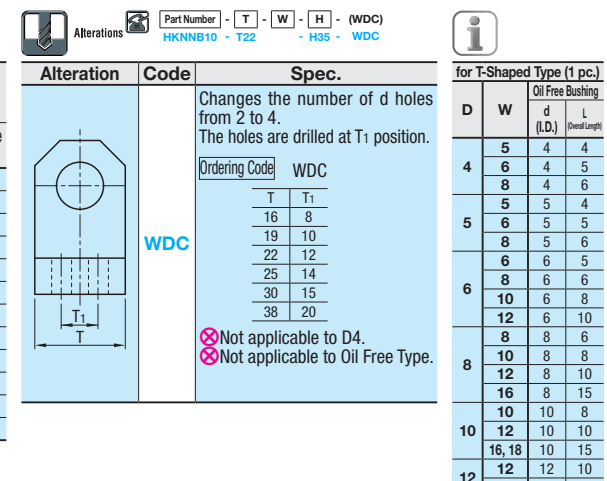 Alterations Part Number - T - W - H - (WDC)
HKNNB10 - T22 - H35 - WDC
Alteration Code Spec.
T1
T
WDC
Changes the number of d holes
from 2 to 4.
The holes are drilled at T1 position.
Ordering Code WDC
T T1
16 8
19 10
22 12
25 14
30 15
38 20
Not applicable to D4.
Not applicable to Oil Free Type.
i
for T-Shaped Type (1 pc.)
D W Oil Free Bushing
d (I.D.) L (Overall Length)
4 5 4 4
6 4 5
8 4 6
5 5 5 4
6 5 5
8 5 6
6 6 6 5
8 6 6
10 6 8
12 6 10
8 8 8 6
10 8 8
12 8 10
16 8 15
10 10 10 8
12 10 10
16, 18 10 15
12 12 12 10